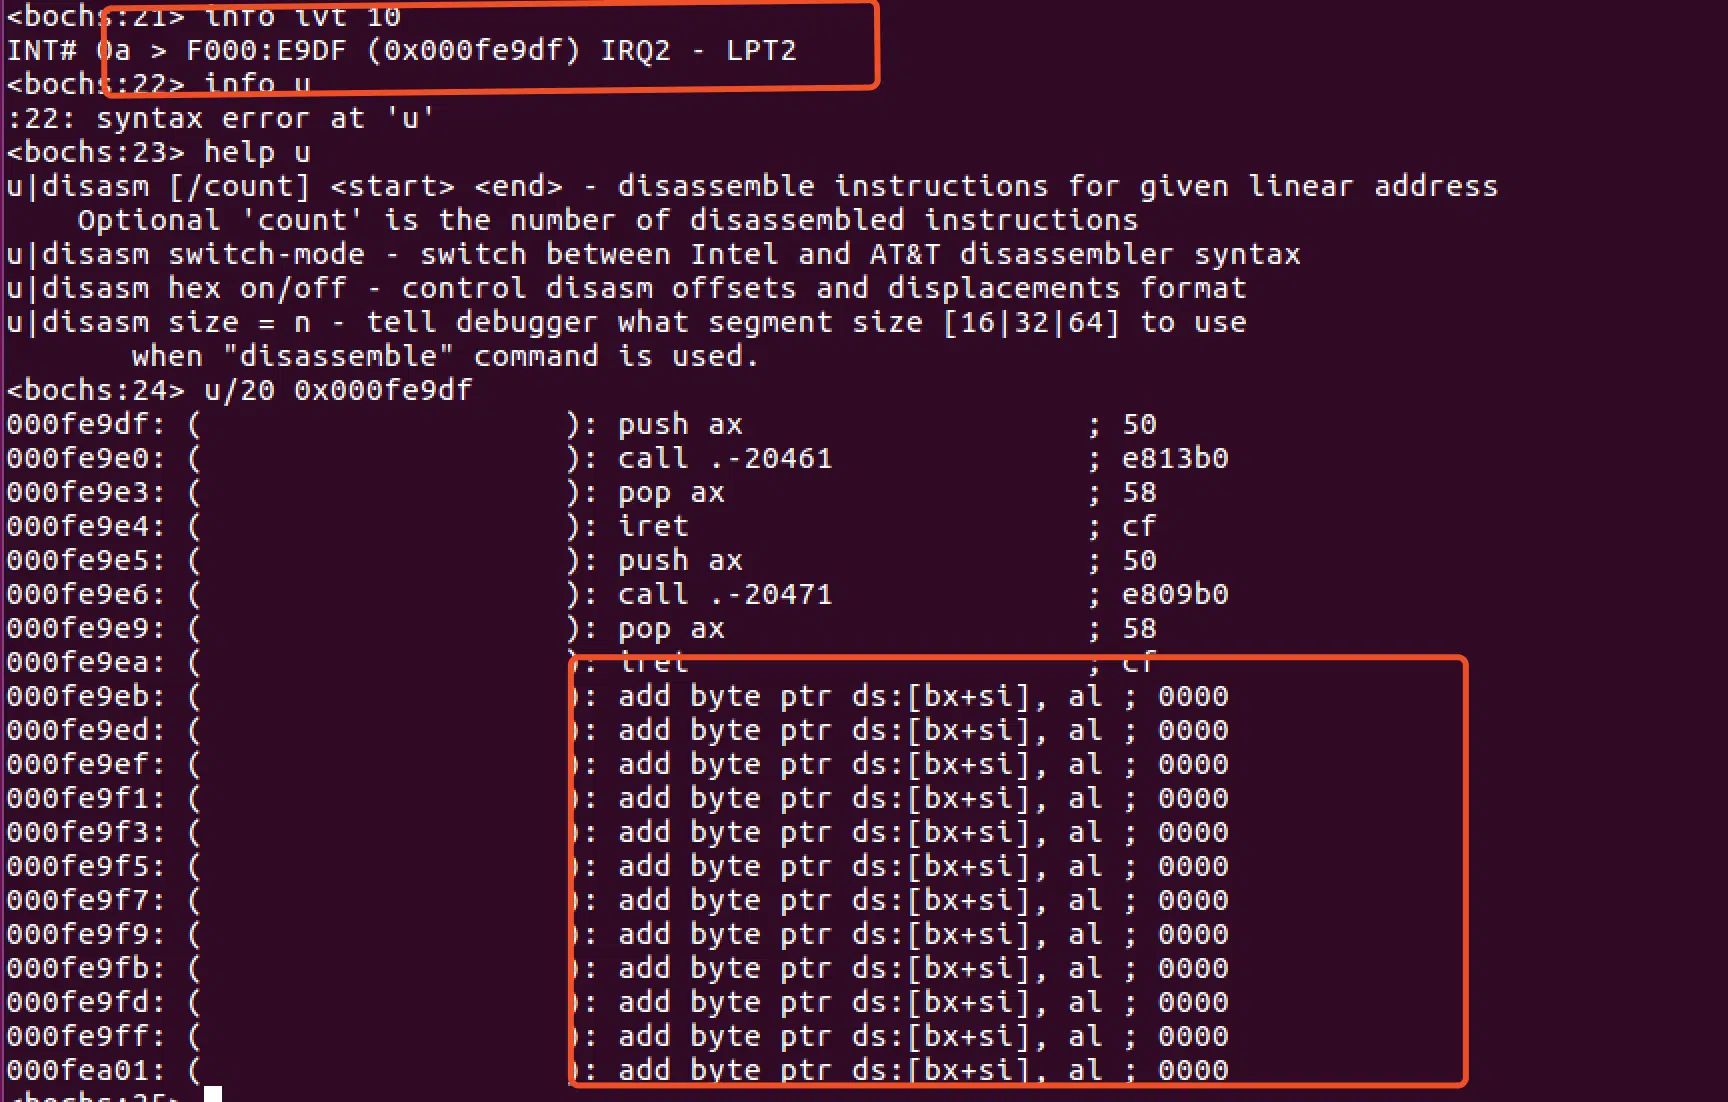 <bochs:21> info ivt 10
INT# 0a > F000:E9DF (0x000fe9df) IRQ2 - LPT2
<bochs:22> info u
:22: syntax error at 'u'
<bochs:23> help u
u|disasm [/count] <start> <end> - disassemble instructions for given linear address
    Optional 'count' is the number of disassembled instructions
u|disasm switch-mode - switch between Intel and AT&T disassembler syntax
u|disasm hex on/off - control disasm offsets and displacements format
u|disasm size = n - tell debugger what segment size [16|32|64] to use
       when "disassemble" command is used.
<bochs:24> u/20 0x000fe9df
000fe9df: (                    ): push ax                   ; 50
000fe9e0: (                    ): call .-20461              ; e813b0
000fe9e3: (                    ): pop ax                    ; 58
000fe9e4: (                    ): iret                      ; cf
000fe9e5: (                    ): push ax                   ; 50
000fe9e6: (                    ): call .-20471              ; e809b0
000fe9e9: (                    ): pop ax                    ; 58
000fe9ea: (                    ): iret                      ; cf
000fe9eb: (                    ): add byte ptr ds:[bx+si], al ; 0000
000fe9ed: (                    ): add byte ptr ds:[bx+si], al ; 0000
000fe9ef: (                    ): add byte ptr ds:[bx+si], al ; 0000
000fe9f1: (                    ): add byte ptr ds:[bx+si], al ; 0000
000fe9f3: (                    ): add byte ptr ds:[bx+si], al ; 0000
000fe9f5: (                    ): add byte ptr ds:[bx+si], al ; 0000
000fe9f7: (                    ): add byte ptr ds:[bx+si], al ; 0000
000fe9f9: (                    ): add byte ptr ds:[bx+si], al ; 0000
000fe9fb: (                    ): add byte ptr ds:[bx+si], al ; 0000
000fe9fd: (                    ): add byte ptr ds:[bx+si], al ; 0000
000fe9ff: (                    ): add byte ptr ds:[bx+si], al ; 0000
000fea01: (                    ): add byte ptr ds:[bx+si], al ; 0000
<bochs:25>